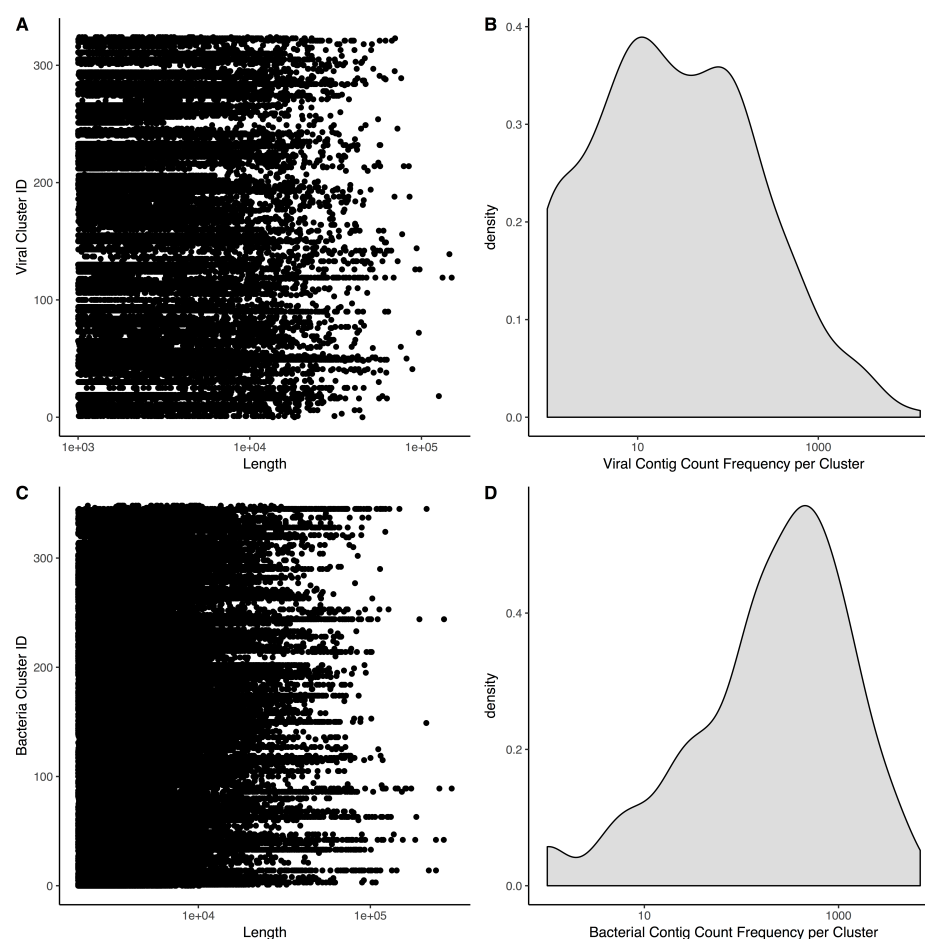 A
300
200
100
0
Viral Cluster ID
1e+03
1e+04
1e+05
Length
B
0.4
0.3
0.2
0.1
0.0
density
10
1000
Viral Contig Count Frequency per Cluster
C
300
200
100
0
Bacteria Cluster ID
1e+04
1e+05
Length
D
0.4
0.2
0.0
density
10
1000
Bacterial Contig Count Frequency per Cluster